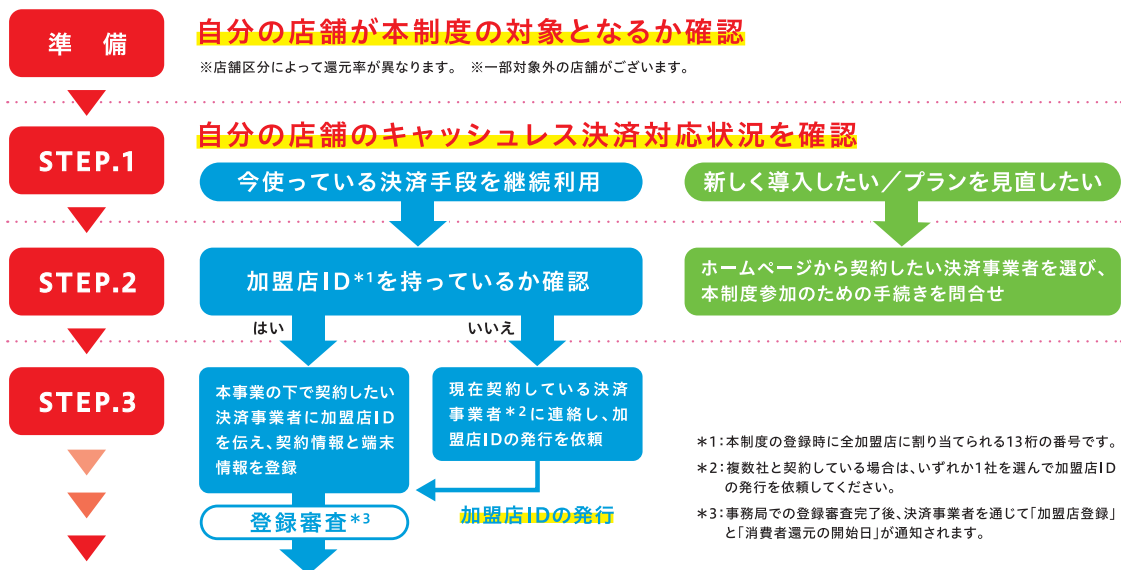 準 備
自分の店舗が本制度の対象となるか確認
※店舗区分によって還元率が異なります。 ※一部対象外の店舗がございます。
STEP.1
自分の店舗のキャッシュレス決済対応状況を確認
今使っている決済手段を継続利用
新しく導入したい／プランを見直したい
STEP.2
加盟店ID*1を持っているか確認
ホームページから契約したい決済事業者を選び、
本制度参加のための手続きを問合せ
はい
いいえ
STEP.3
本事業の下で契約したい
決済事業者に加盟店ID
を伝え、契約情報と端末
情報を登録
現在契約している決済
事業者*2に連絡し、加
盟店IDの発行を依頼
登録審査*3
加盟店IDの発行
*1：本制度の登録時に全加盟店に割り当てられる13桁の番号です。
*2：複数社と契約している場合は、いずれか1社を選んで加盟店ID
の発行を依頼してください。
*3：事務局での登録審査完了後、決済事業者を通じて「加盟店登録」
と「消費者還元の開始日」が通知されます。